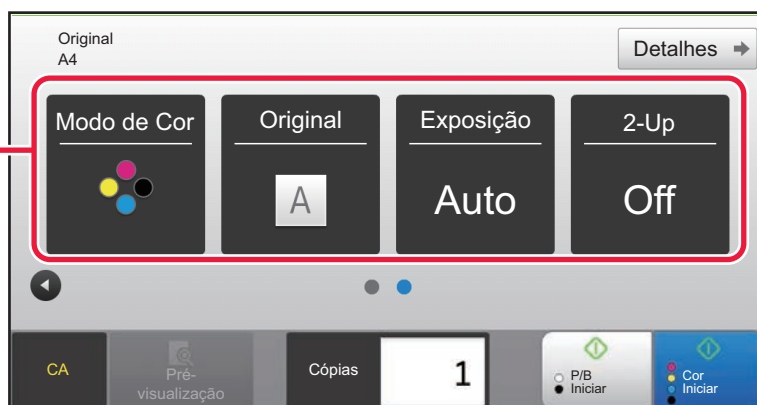 Original
A4
Detalhes
Modo de Cor
Original
Exposição
2-Up
A
Auto
Off
CA
Pré-
visualização
Cópias
1
P/B
Iniciar
Cor
Iniciar